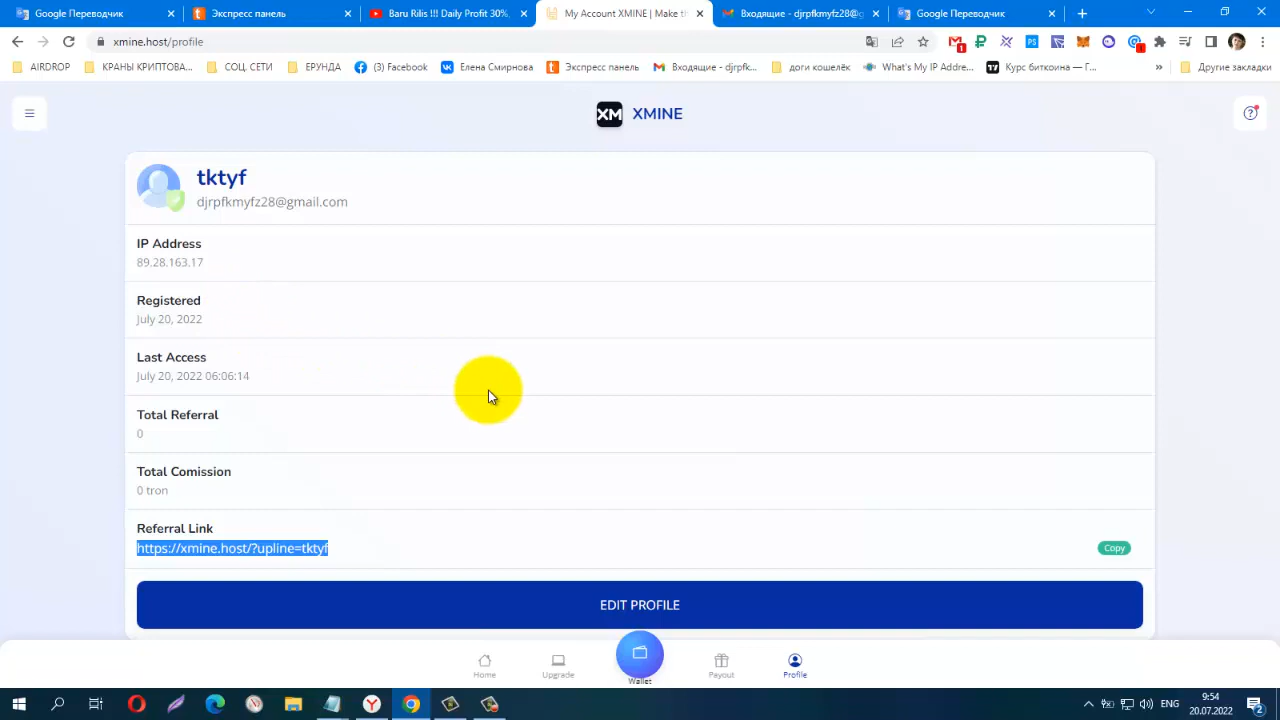 Google Переводчик
Экспресс панель
Baru Rilis !!! Daily Profit 30%
My Account XMINE | Make th
Входящие - djrpfkmyfz28@g
Google Переводчик
xmine.host/profile
AIRDROP
КРАНЫ КРИПТОВА...
СОЦ. СЕТИ
ЕРУНДА
(3) Facebook
Елена Смирнова
Экспресс панель
Входящие - djrpfk...
доги кошелёк
What's My IP Addre...
Курс биткоина — Г...
»
Другие закладки
XM XMINE
tktyf
djrpfkmyfz28@gmail.com
IP Address
89.28.163.17
Registered
July 20, 2022
Last Access
July 20, 2022 06:06:14
Total Referral
0
Total Comission
0 tron
Referral Link
https://xmine.host/?upline=tktyf
Copy
EDIT PROFILE
Home
Upgrade
Wallet
Payout
Profile
ENG
9:54
20.07.2022
2